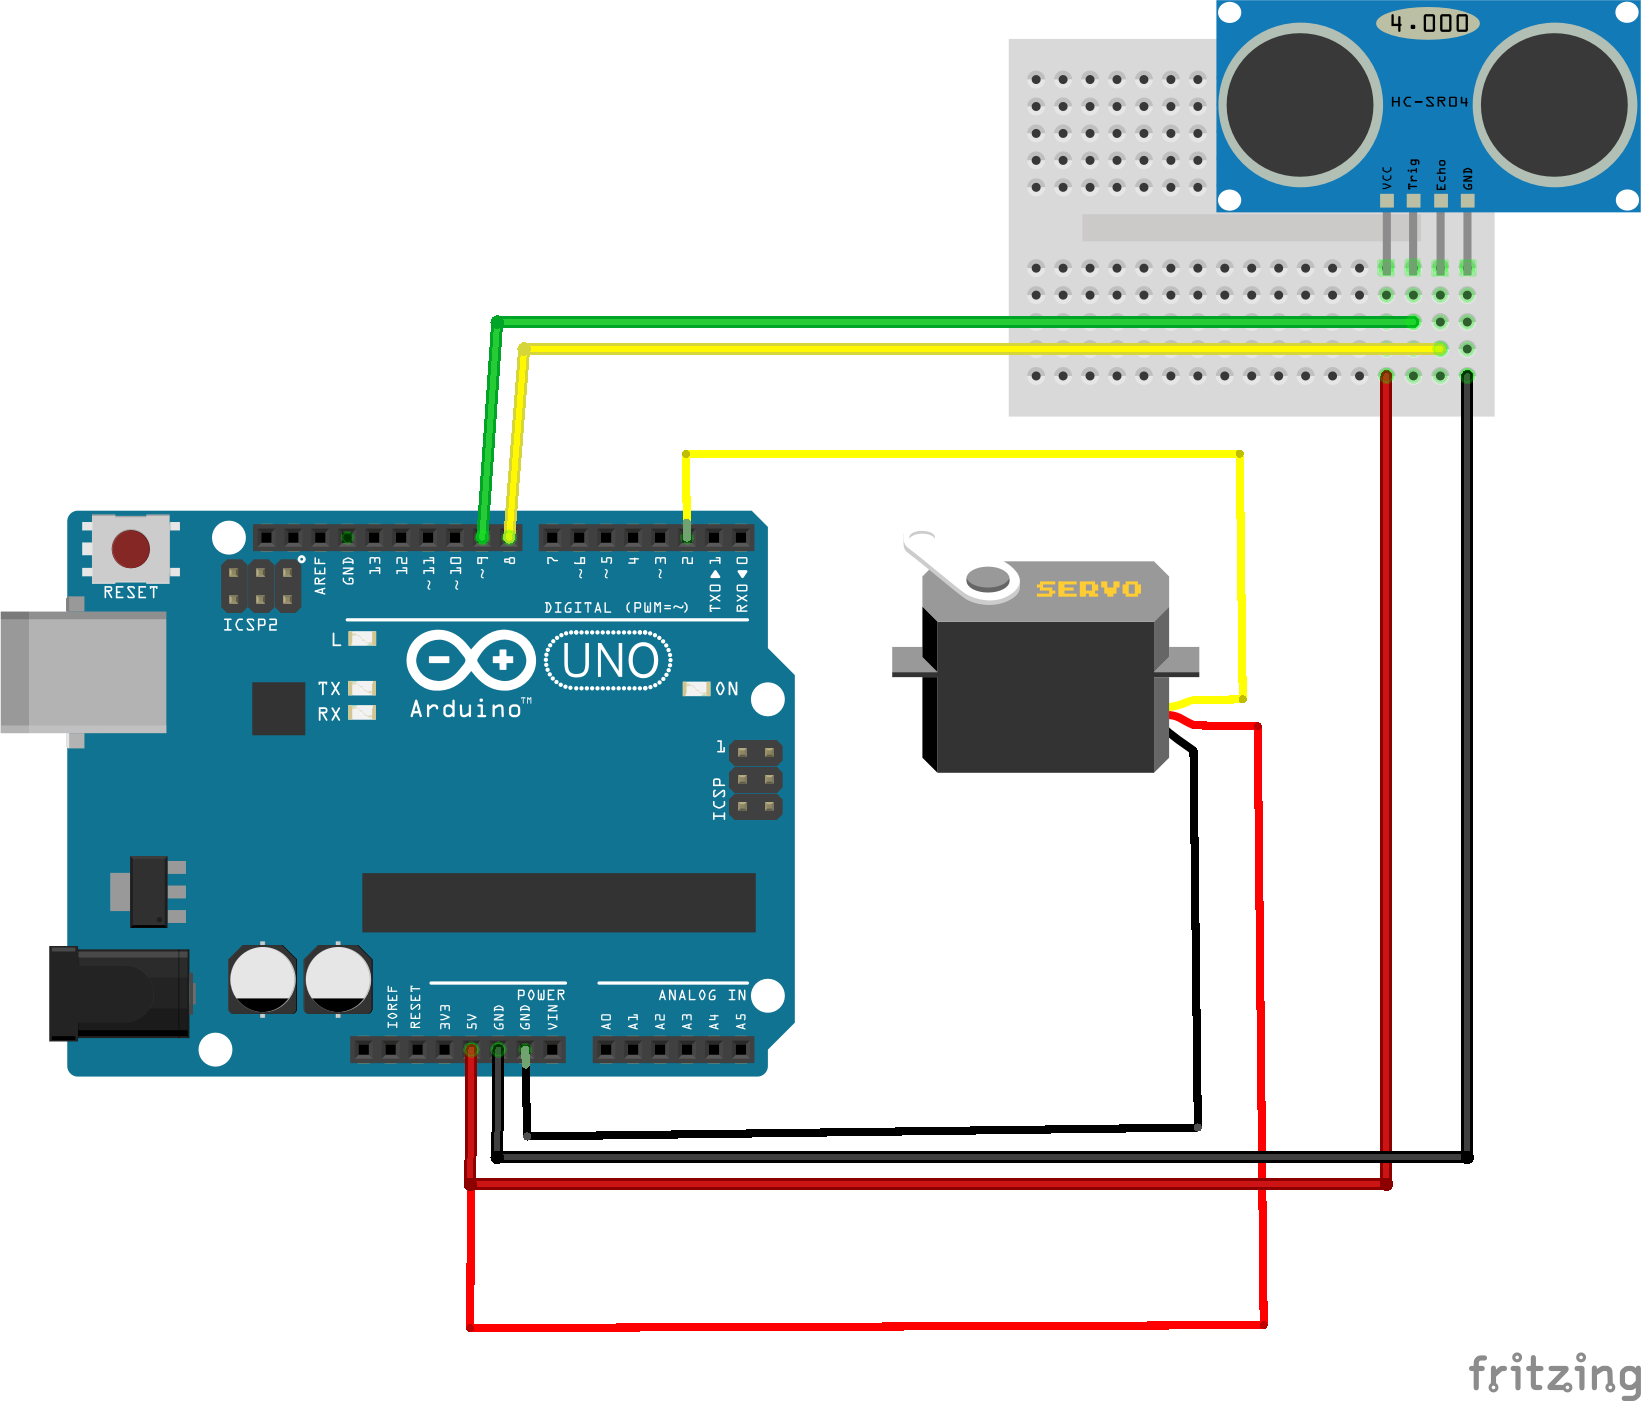 4.000
HC-SR04
VCC
Trig
Echo
GND
RESET
ICSP2
AREF
GND
13
12
~11
~10
~9
8
7
~6
~5
4
~3
2
TX0▶1
RX0◀0
DIGITAL (PWM=~)
L
TX
RX
Arduino™
UNO
ON
1
ICSP
SERVO
IOREF
RESET
3V3
5V
GND
GND
VIN
POWER
ANALOG IN
A0
A1
A2
A3
A4
A5
fritzing